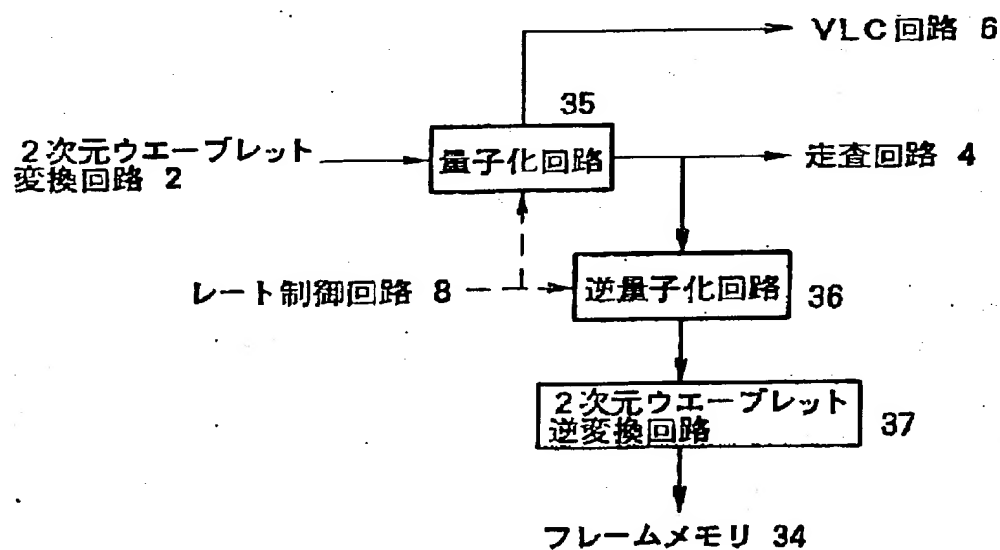 VLC回路 6
35
2次元ウエーブレット
変換回路 2
量子化回路
走査回路 4
レート制御回路 8
逆量子化回路
36
2次元ウエーブレット
逆変換回路
37
フレームメモリ 34